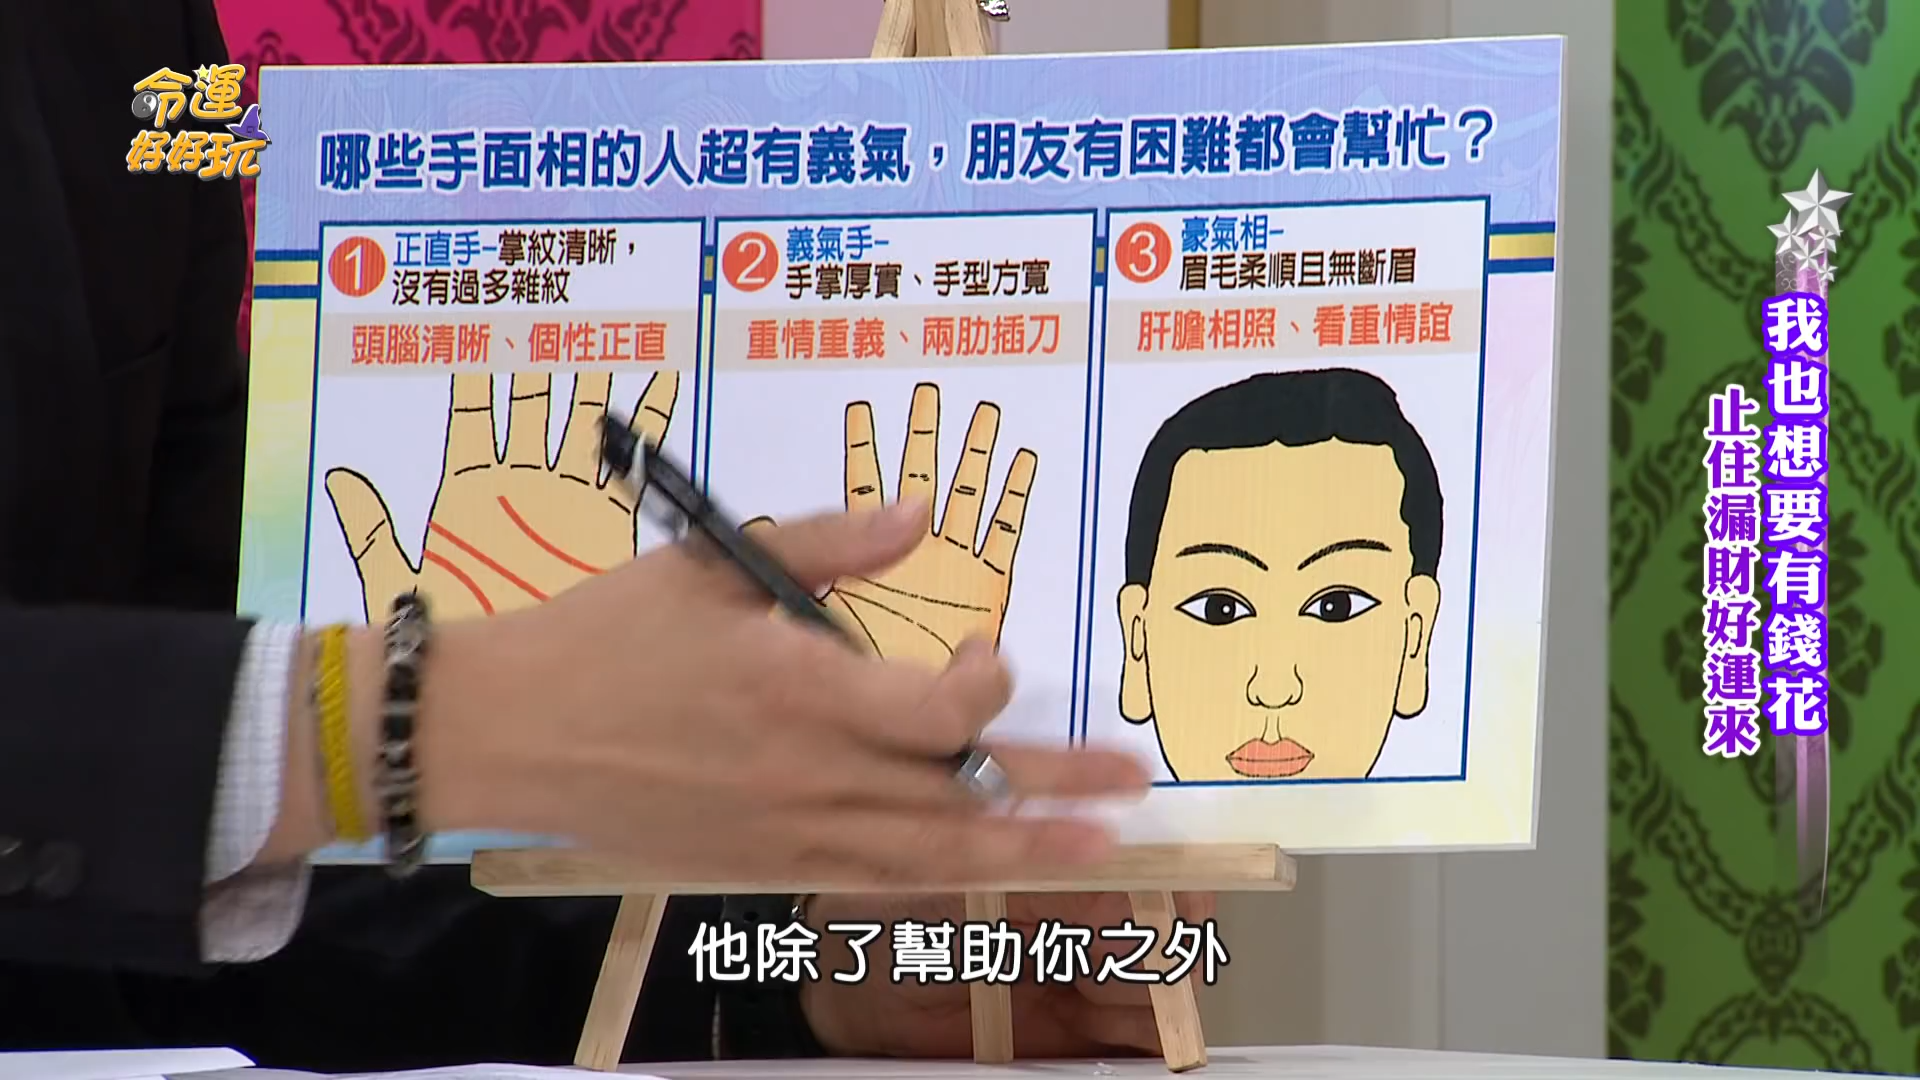 命運
好好玩
哪些手面相的人超有義氣，朋友有困難都會幫忙？
1 正直手-掌紋清晰，
沒有過多雜紋
頭腦清晰、個性正直
2 義氣手-
手掌厚實、手型方寬
重情重義、兩肋插刀
3 豪氣相-
眉毛柔順且無斷眉
肝膽相照、看重情誼
我也想要有錢花
止住漏財好運來
他除了幫助你之外